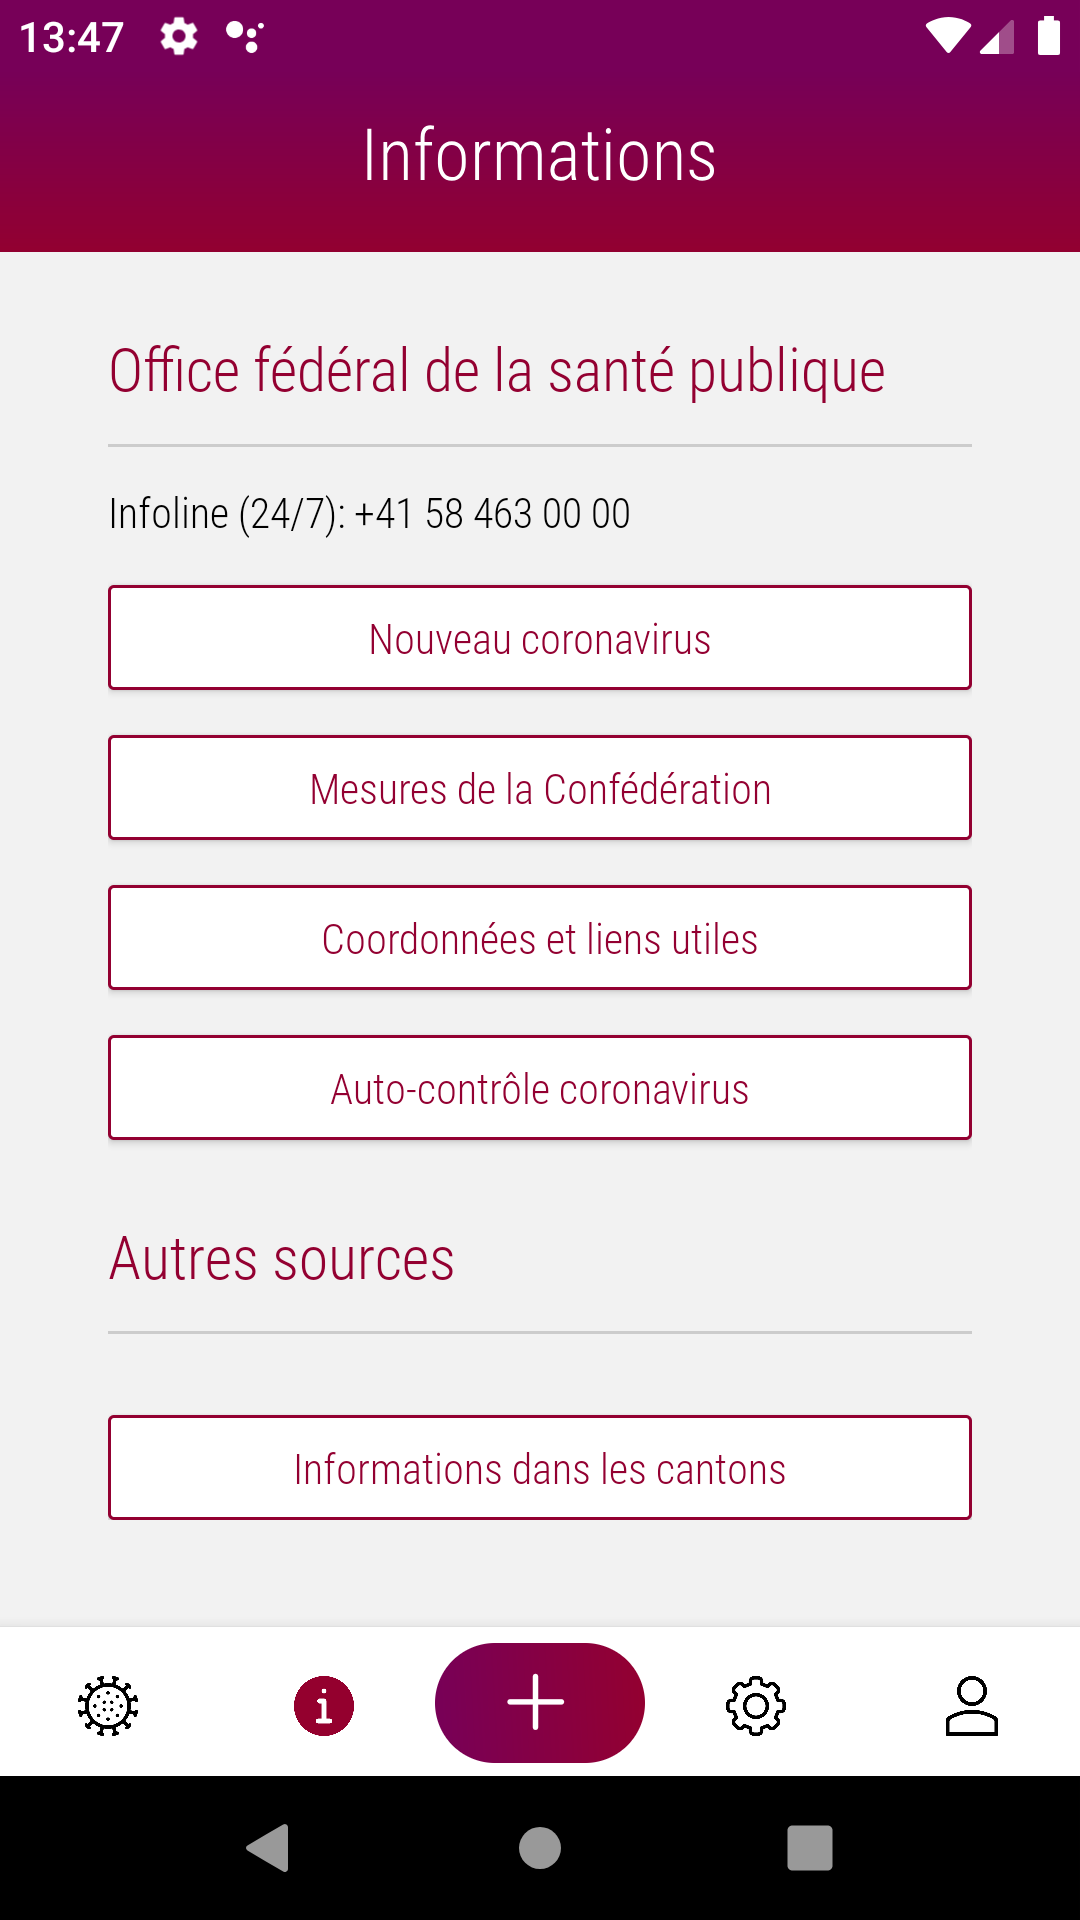 13:47
Informations
Office fédéral de la santé publique
Infoline (24/7): +41 58 463 00 00
Nouveau coronavirus
Mesures de la Confédération
Coordonnées et liens utiles
Auto-contrôle coronavirus
Autres sources
Informations dans les cantons